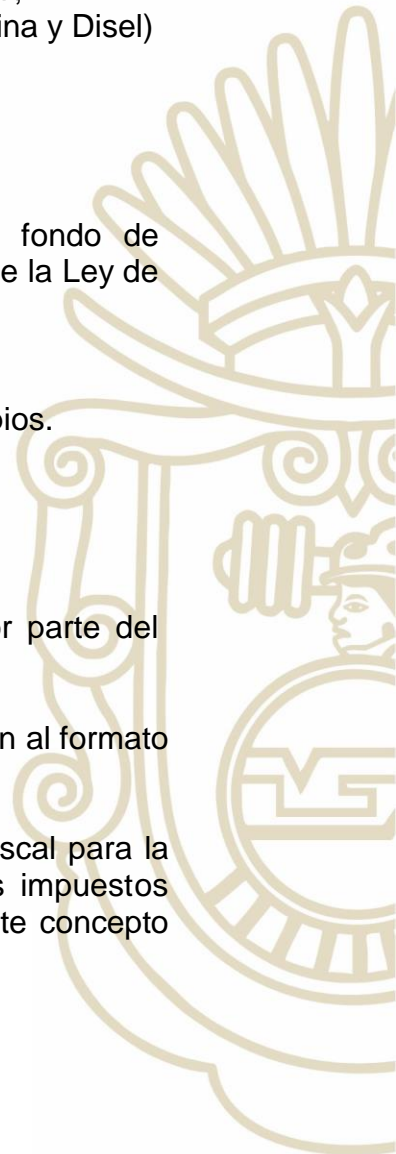 ina y Disel)
fondo de
e la Ley de
pios.
r parte del
n al formato
scal para la
s impuestos
te concepto